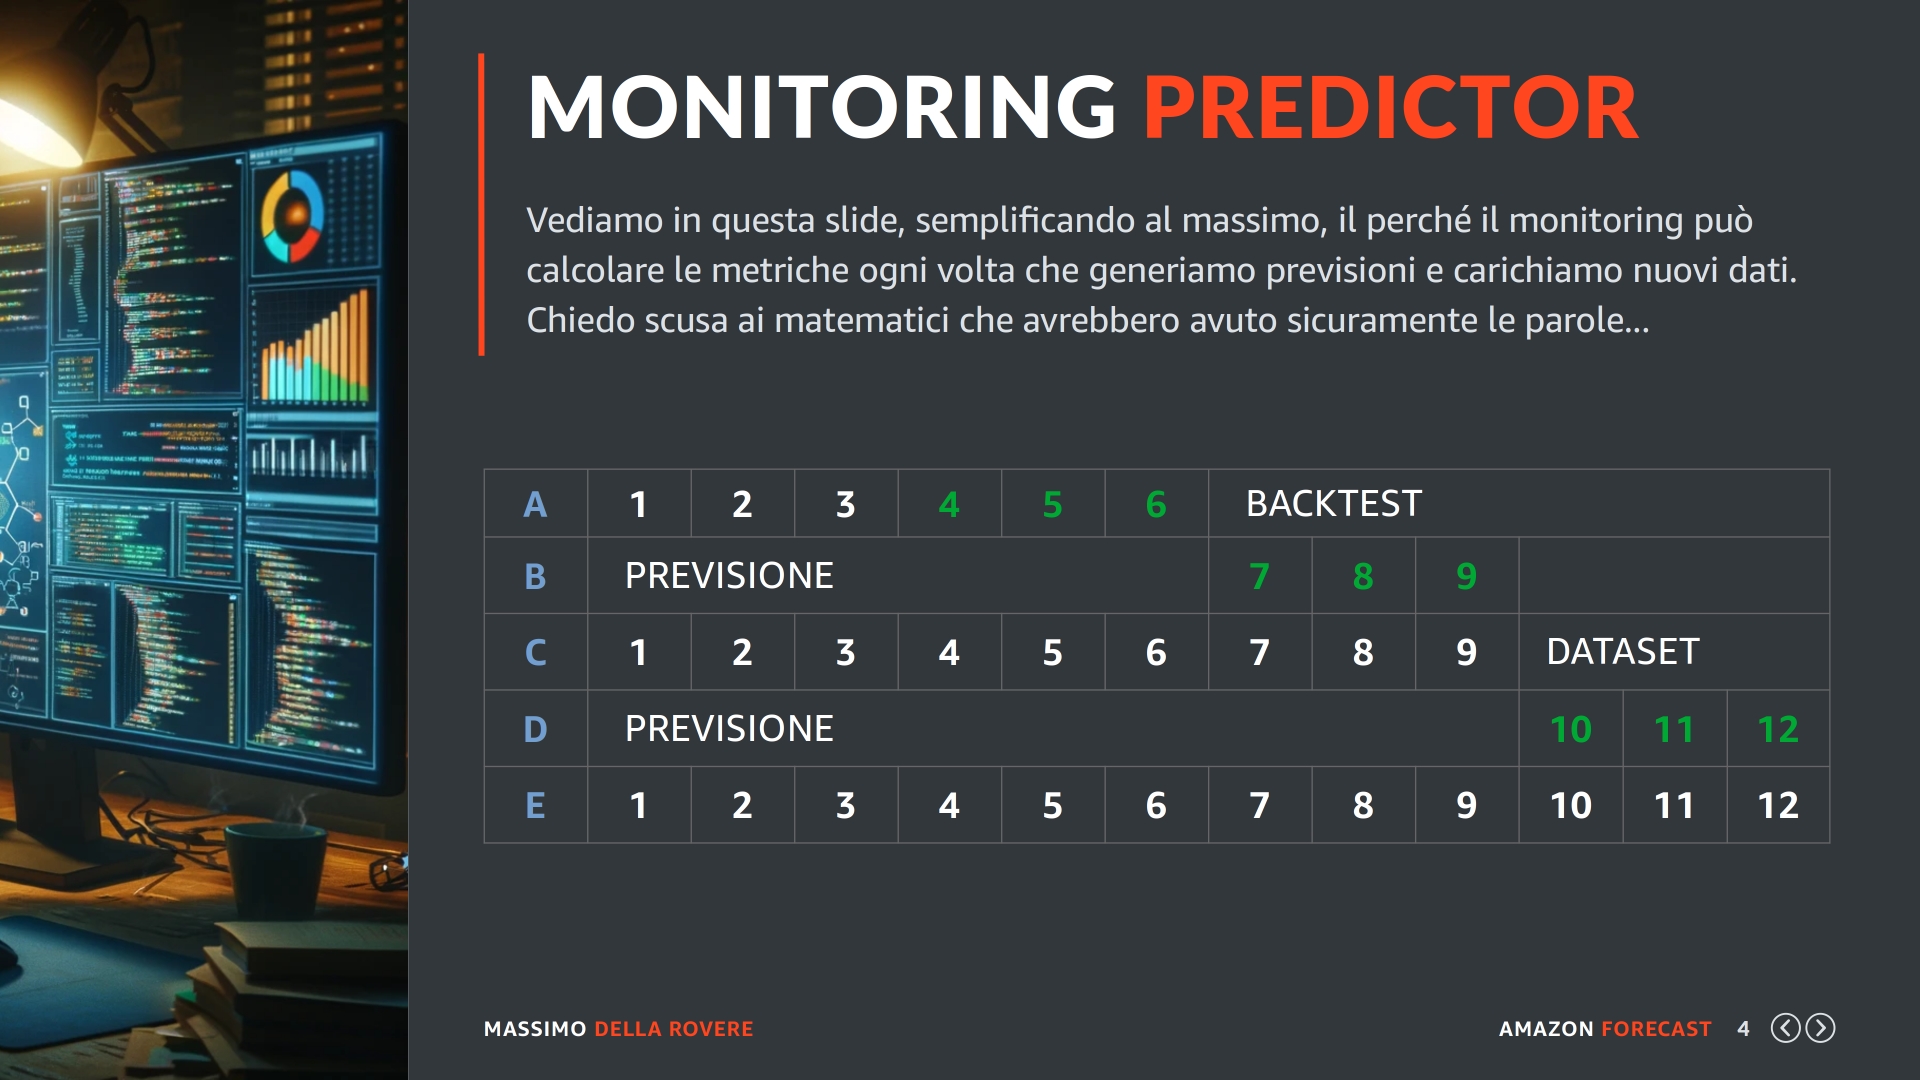 MONITORING PREDICTOR
Vediamo in questa slide, semplificando al massimo, il perché il monitoring può
calcolare le metriche ogni volta che generiamo previsioni e carichiamo nuovi dati.
Chiedo scusa ai matematici che avrebbero avuto sicuramente le parole...
A 1 2 3 4 5 6 BACKTEST
B PREVISIONE 7 8 9
C 1 2 3 4 5 6 7 8 9 DATASET
D PREVISIONE 10 11 12
E 1 2 3 4 5 6 7 8 9 10 11 12
MASSIMO DELLA ROVERE
AMAZON FORECAST 4